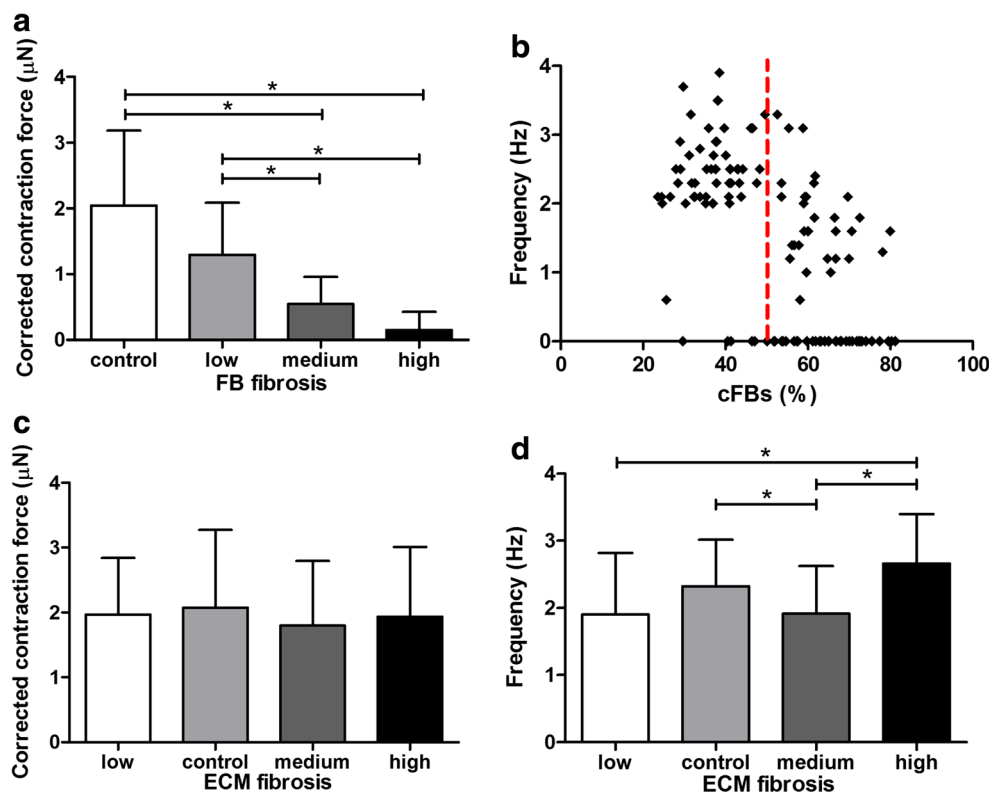 a
Corrected contraction force (μN)
4
3
2
1
0
* 
*
*
*
control low medium high
FB fibrosis
b
Frequency (Hz)
4
3
2
1
0
0 20 40 60 80 100
cFBs (%)
c
Corrected contraction force (μN)
4
3
2
1
0
low control medium high
ECM fibrosis
d
Frequency (Hz)
4
3
2
1
0
*
*
*
low control medium high
ECM fibrosis